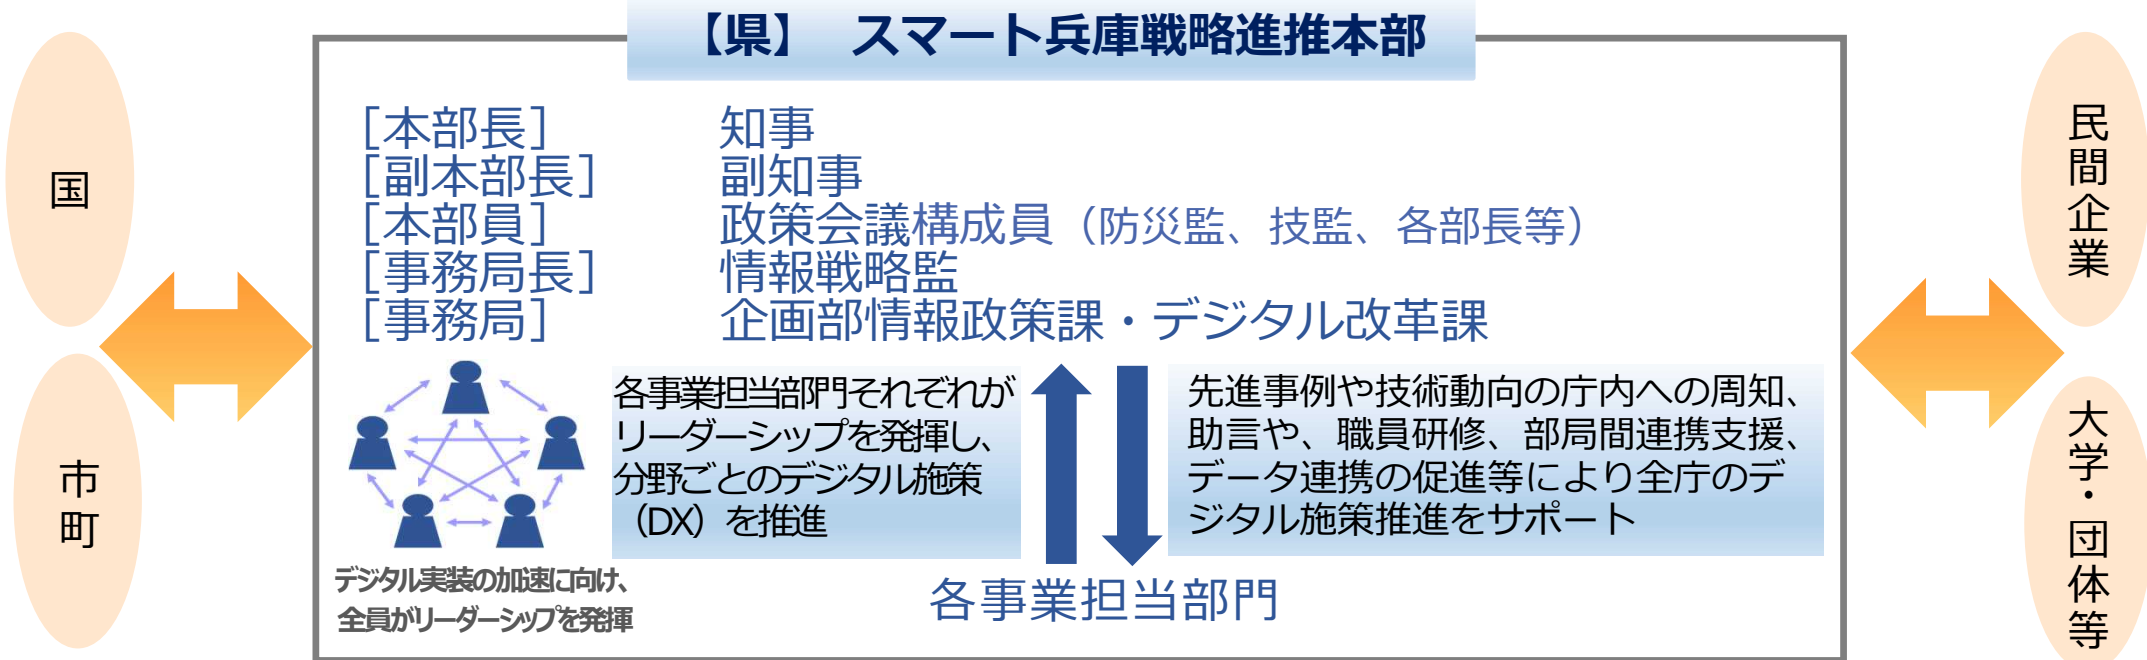 【県】　スマート兵庫戦略進推本部
国
市町
［本部長］　知事
［副本部長］　副知事
［本部員］　政策会議構成員（防災監、技監、各部長等）
［事務局長］　情報戦略監
［事務局］　企画部情報政策課・デジタル改革課
各事業担当部門それぞれが
リーダーシップを発揮し、
分野ごとのデジタル施策
（DX）を推進
先進事例や技術動向の庁内への周知、
助言や、職員研修、部局間連携支援、
データ連携の促進等により全庁のデ
ジタル施策推進をサポート
デジタル実装の加速に向け、
全員がリーダーシップを発揮
各事業担当部門
民間企業
大学・団体等